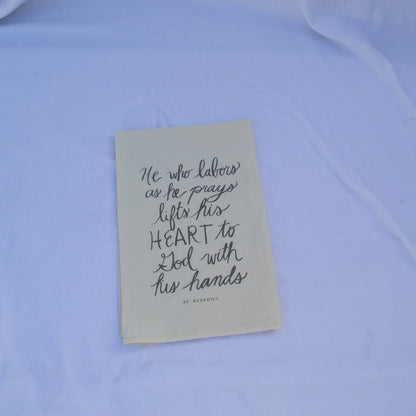 He who labors
as he prays
lifts his
HEART to
God with
his hands
ST. BENEDICT